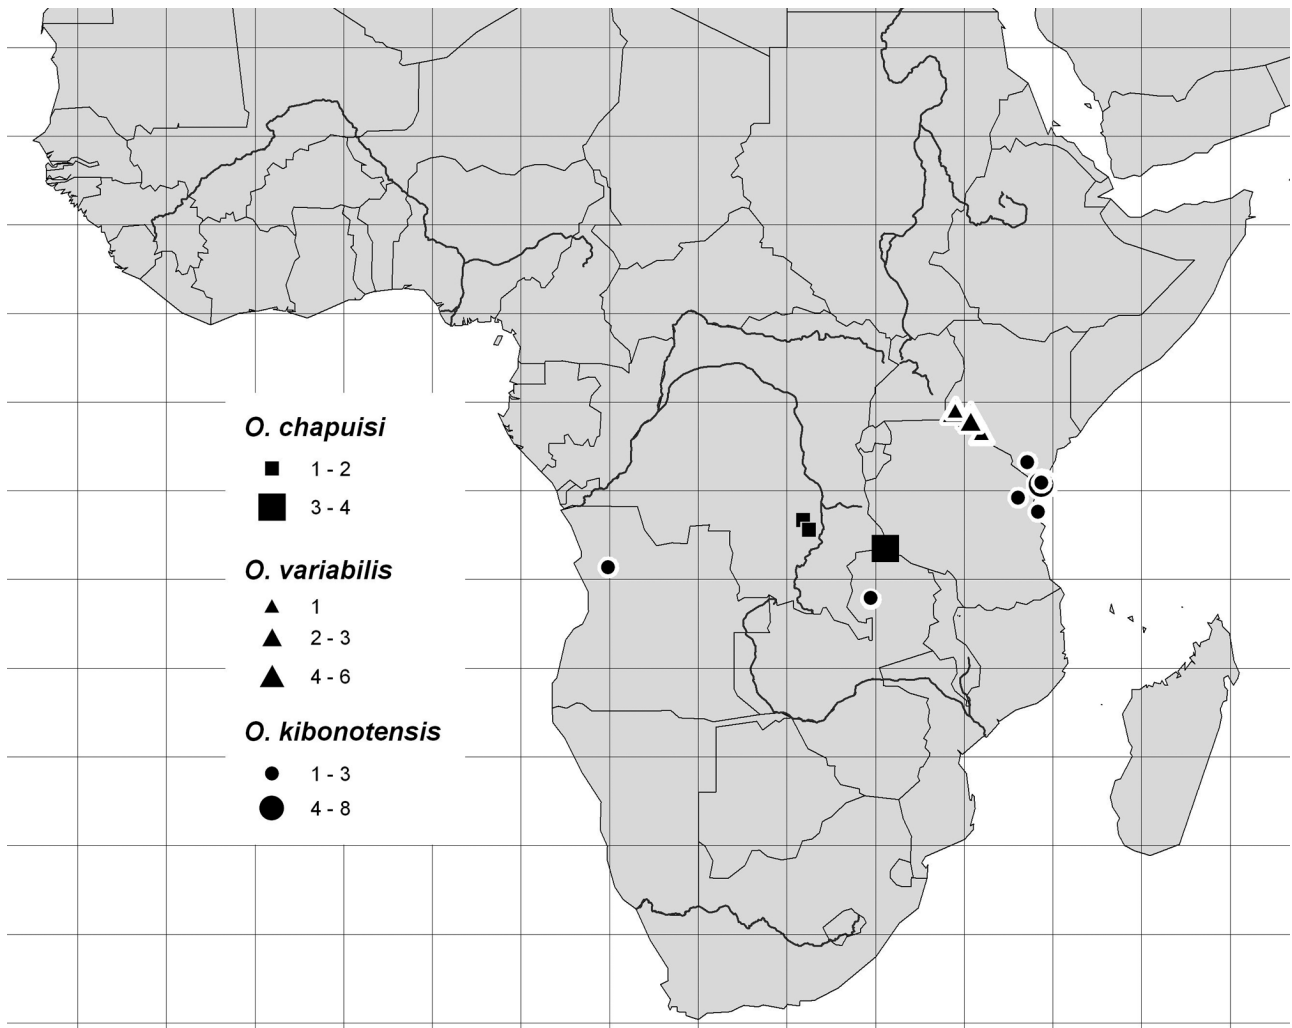 O. chapuisi
1 - 2
3 - 4
O. variabilis
1
2 - 3
4 - 6
O. kibonotensis
1 - 3
4 - 8